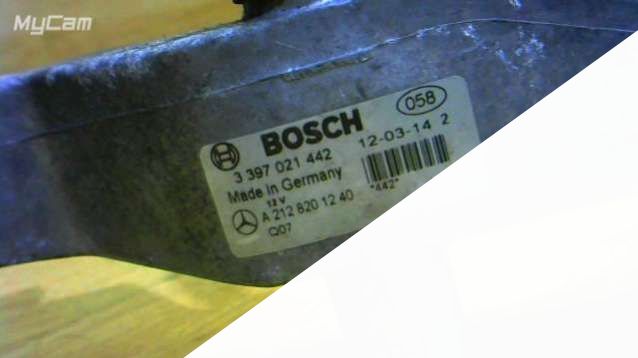 MyCam
058
BOSCH
12-03-14 2
3 397 021 442
Made in Germany
"442"
12 V
A 212 820 12 40
Q/07